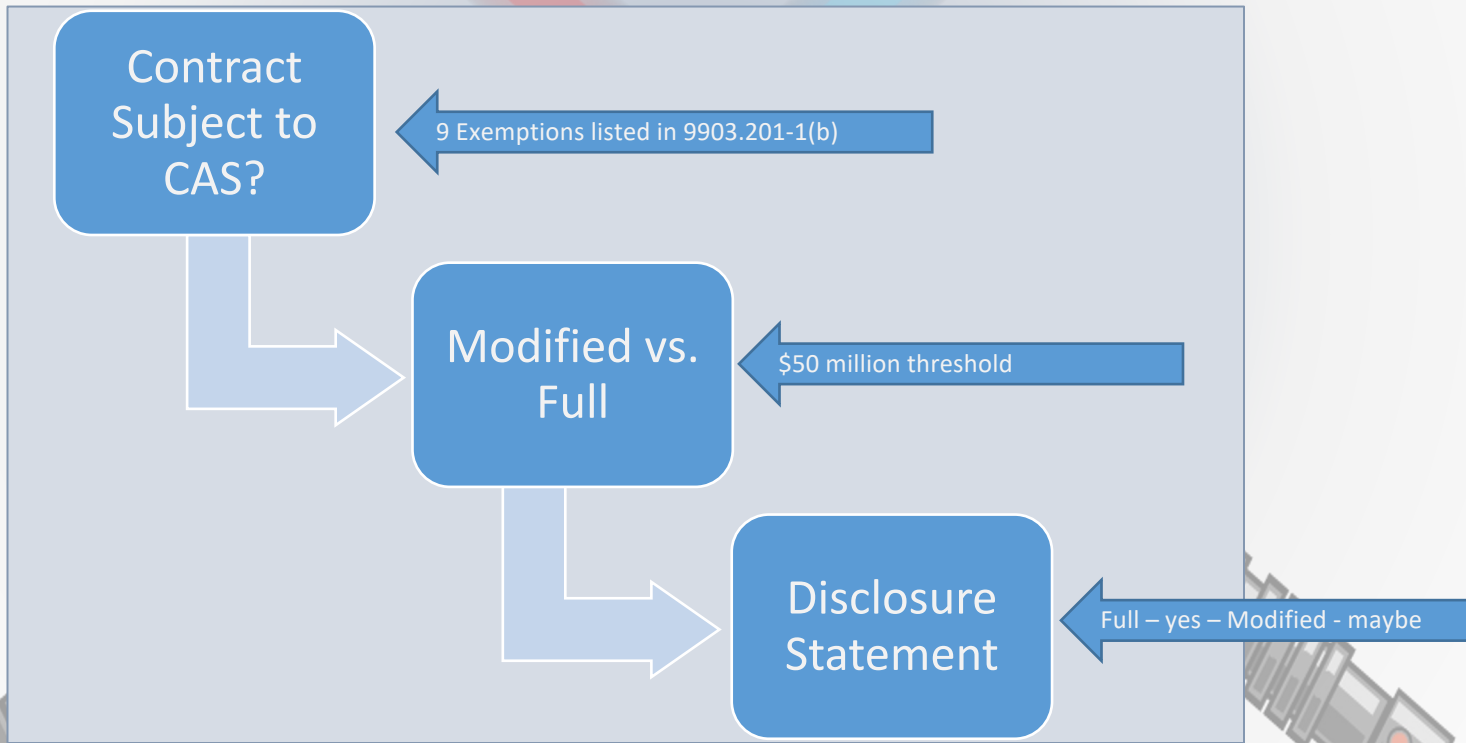 Contract
Subject to
CAS?
9 Exemptions listed in 9903.201-1(b)
Modified vs.
Full
$50 million threshold
Disclosure
Statement
Full – yes – Modified - maybe